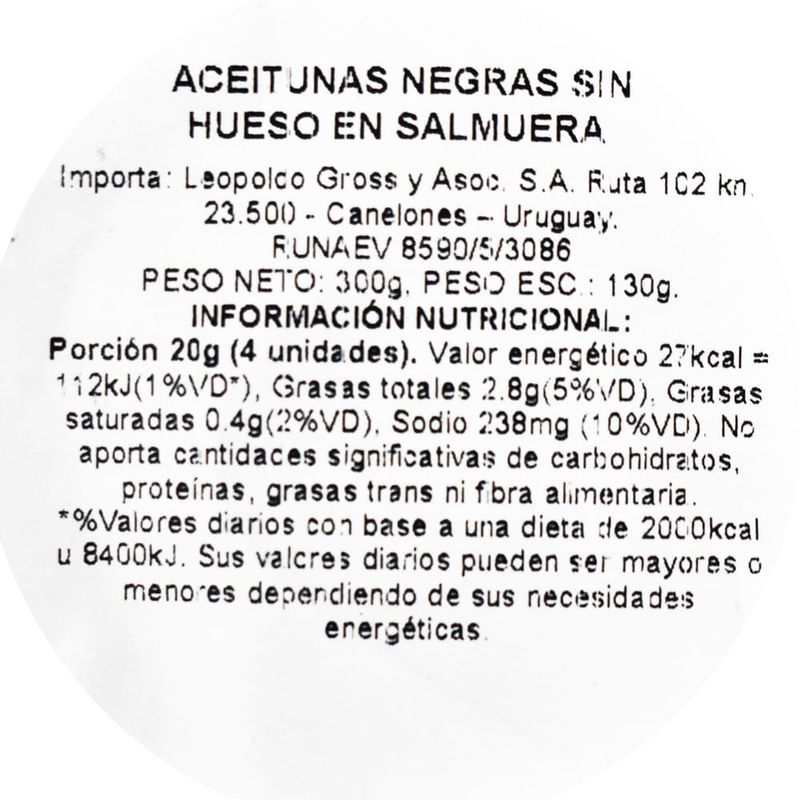 ACEITUNAS NEGRAS SIN
HUESO EN SALMUERA
Importa: Leopoldo Gross y Asoc. S.A. Ruta 102 km.
23.500 - Canelones – Uruguay.
RUNAEV 8590/5/3086
PESO NETO: 300g. PESO ESC.: 130g.
INFORMACIÓN NUTRICIONAL:
Porción 20g (4 unidades). Valor energético 27kcal =
112kJ(1%VD*), Grasas totales 2.8g(5%VD), Grasas
saturadas 0.4g(2%VD), Sodio 238mg (10%VD). No
aporta cantidades significativas de carbohidratos,
proteínas, grasas trans ni fibra alimentaria.
*%Valores diarios con base a una dieta de 2000kcal
u 8400kJ. Sus valores diarios pueden ser mayores o
menores dependiendo de sus necesidades
energéticas.